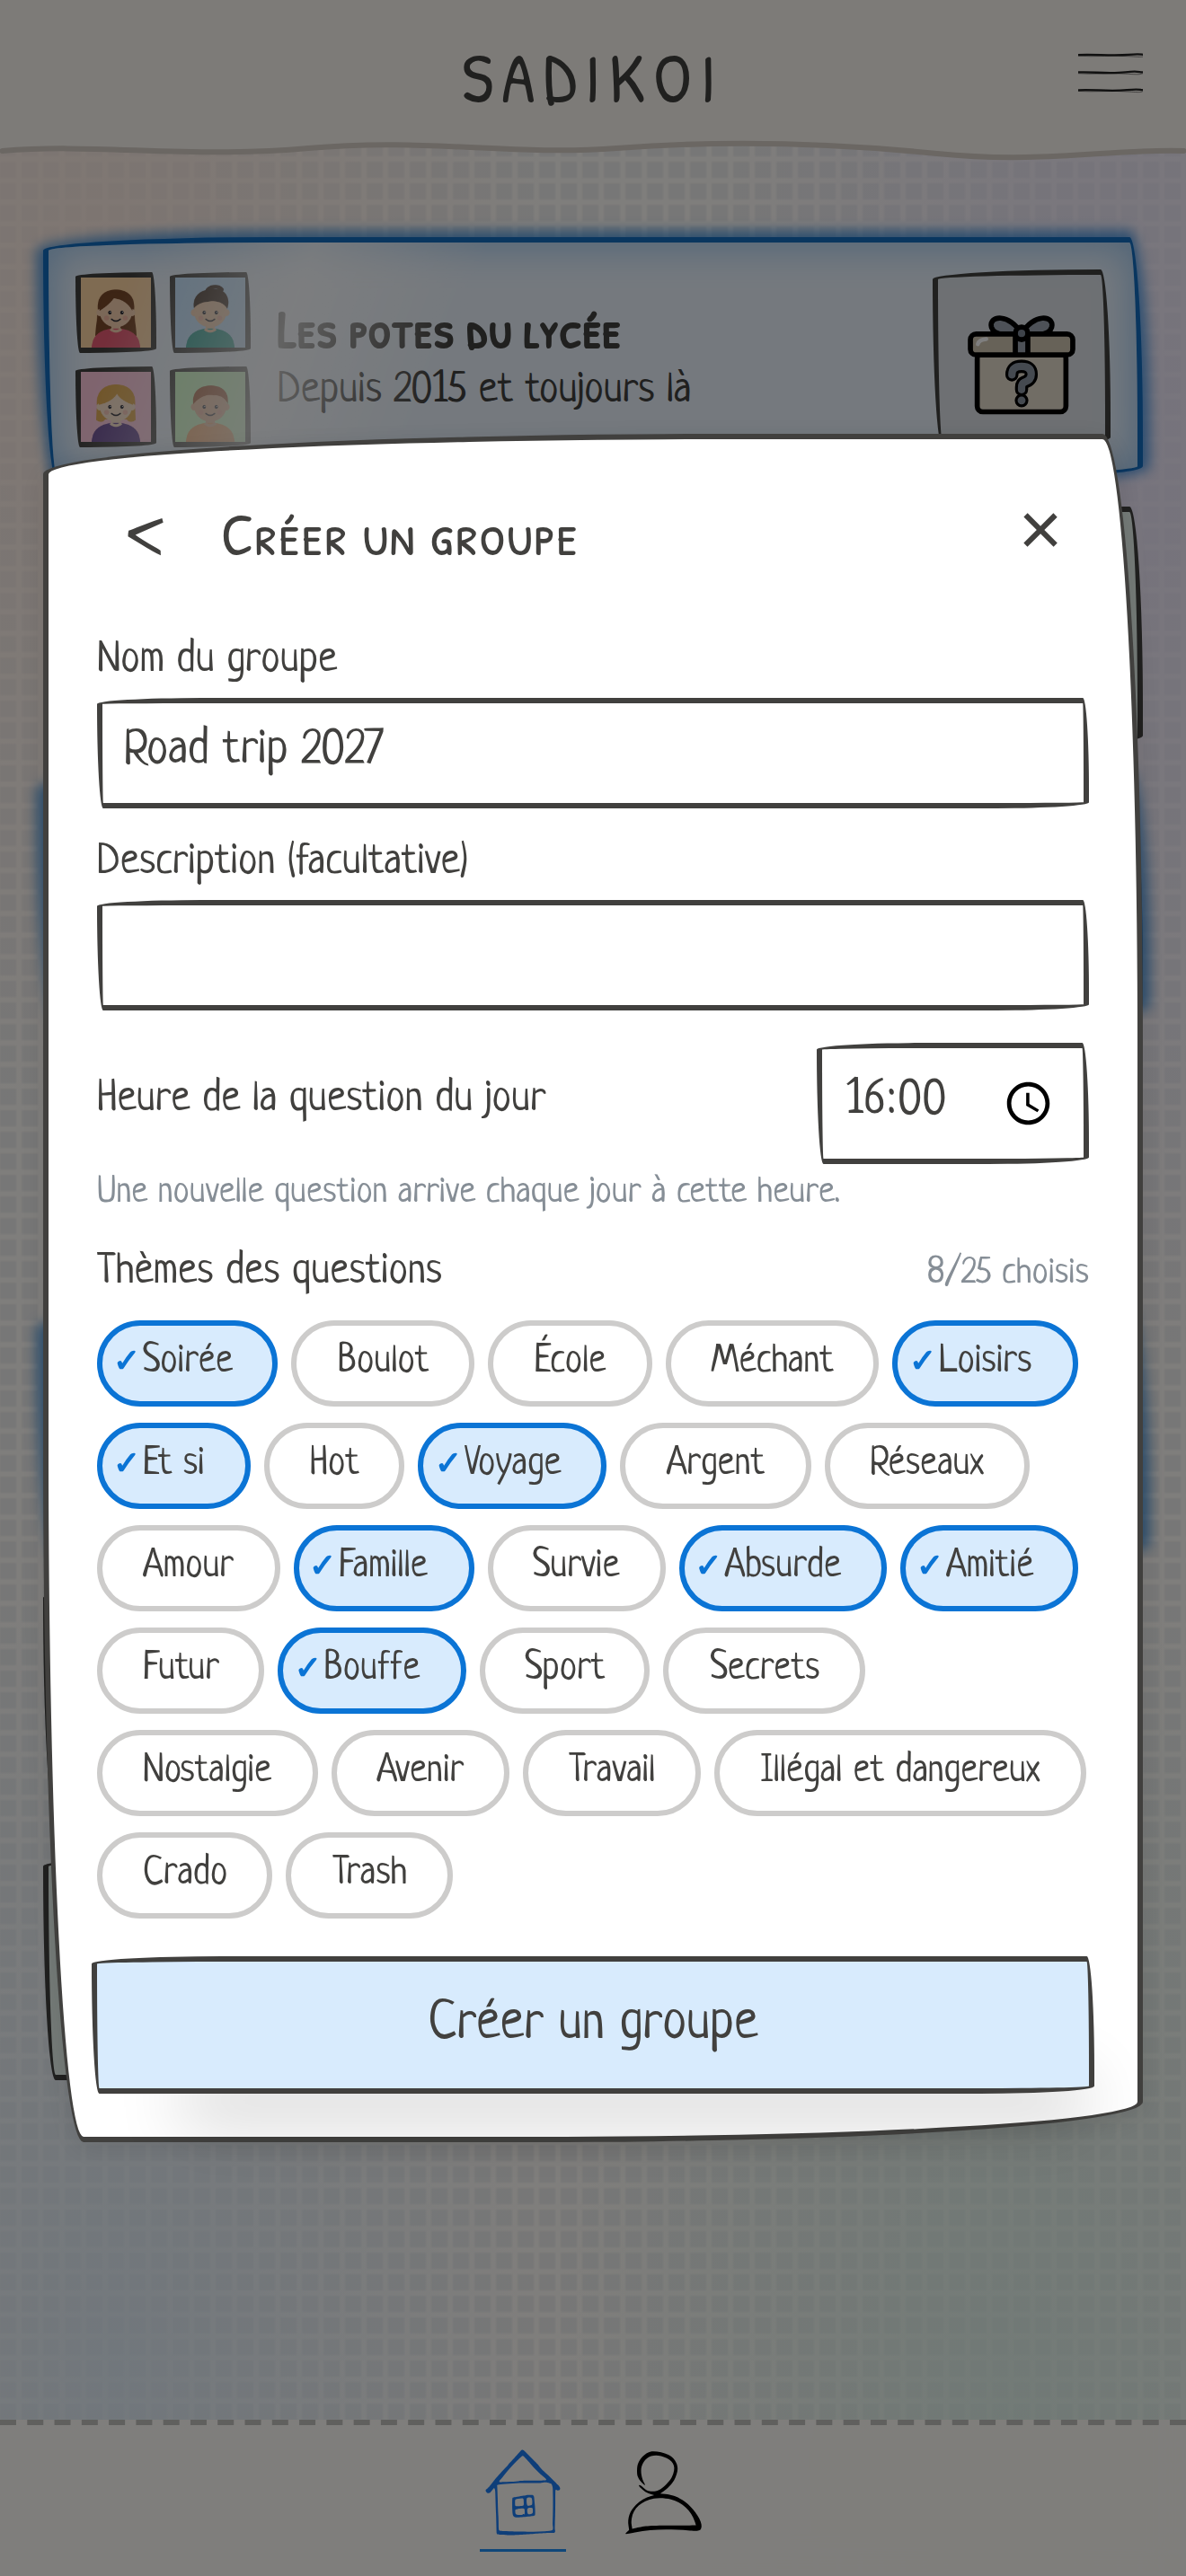 SADIKOI
Les potes du lycée
Depuis 2015 et toujours là
?
< Créer un groupe ×
Nom du groupe
Road trip 2027
Description (facultative)
Heure de la question du jour 16:00
Une nouvelle question arrive chaque jour à cette heure.
Thèmes des questions 8/25 choisis
✓Soirée Boulot École Méchant ✓Loisirs
✓Et si Hot ✓Voyage Argent Réseaux
Amour ✓Famille Survie ✓Absurde ✓Amitié
Futur ✓Bouffe Sport Secrets
Nostalgie Avenir Travail Illégal et dangereux
Crado Trash
Créer un groupe